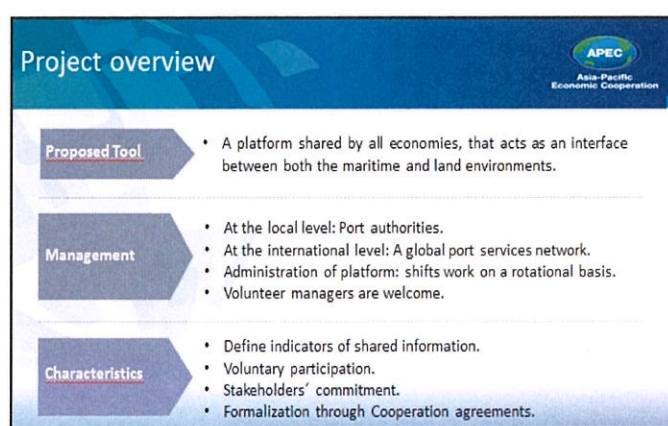 Project overview
APEC
Asia-Pacific
Economic Cooperation
Proposed Tool
• A platform shared by all economies, that acts as an interface
between both the maritime and land environments.
Management
• At the local level: Port authorities.
• At the international level: A global port services network.
• Administration of platform: shifts work on a rotational basis.
• Volunteer managers are welcome.
Characteristics
• Define indicators of shared information.
• Voluntary participation.
• Stakeholders´ commitment.
• Formalization through Cooperation agreements.